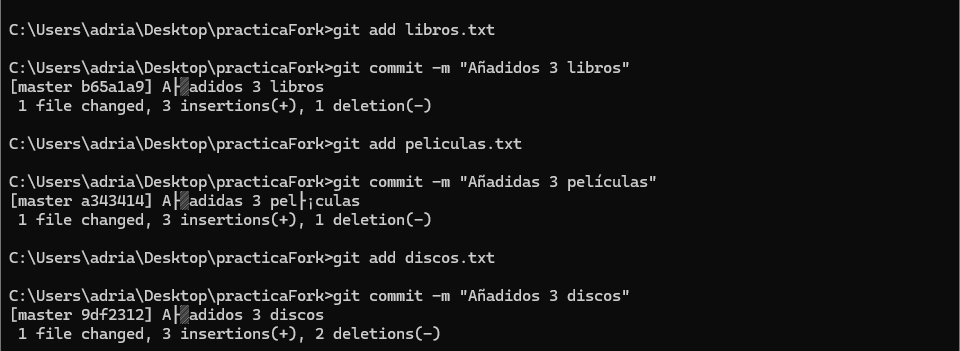 C:\Users\adria\Desktop\practicaFork>git add libros.txt
C:\Users\adria\Desktop\practicaFork>git commit -m "Añadidos 3 libros"
[master b65a1a9] A├▒adidos 3 libros
 1 file changed, 3 insertions(+), 1 deletion(-)
C:\Users\adria\Desktop\practicaFork>git add peliculas.txt
C:\Users\adria\Desktop\practicaFork>git commit -m "Añadidas 3 películas"
[master a343414] A├▒adidas 3 pel├¡culas
 1 file changed, 3 insertions(+), 1 deletion(-)
C:\Users\adria\Desktop\practicaFork>git add discos.txt
C:\Users\adria\Desktop\practicaFork>git commit -m "Añadidos 3 discos"
[master 9df2312] A├▒adidos 3 discos
 1 file changed, 3 insertions(+), 2 deletions(-)